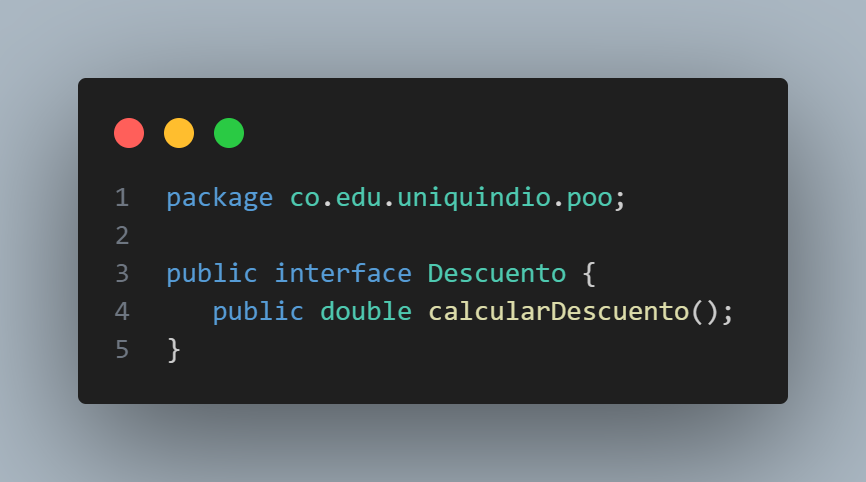 1 package co.edu.uniquindio.poo;
2
3 public interface Descuento {
4    public double calcularDescuento();
5 }